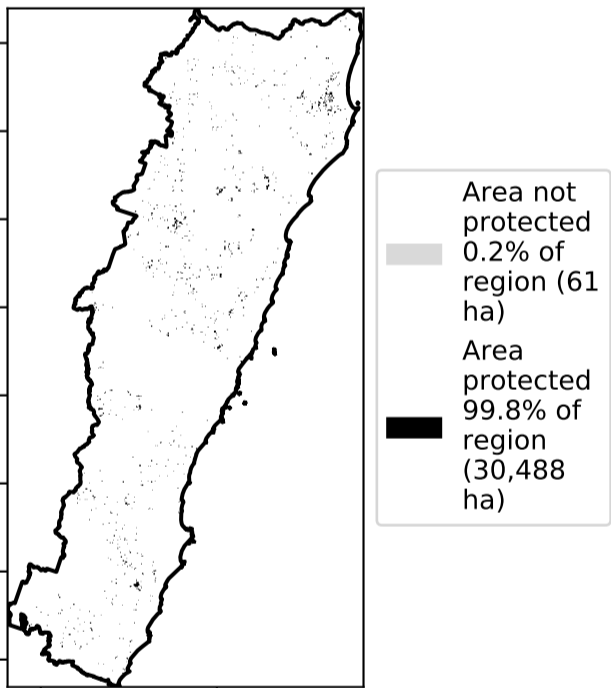 Area not
protected
0.2% of
region (61
ha)
Area
protected
99.8% of
region
(30,488
ha)